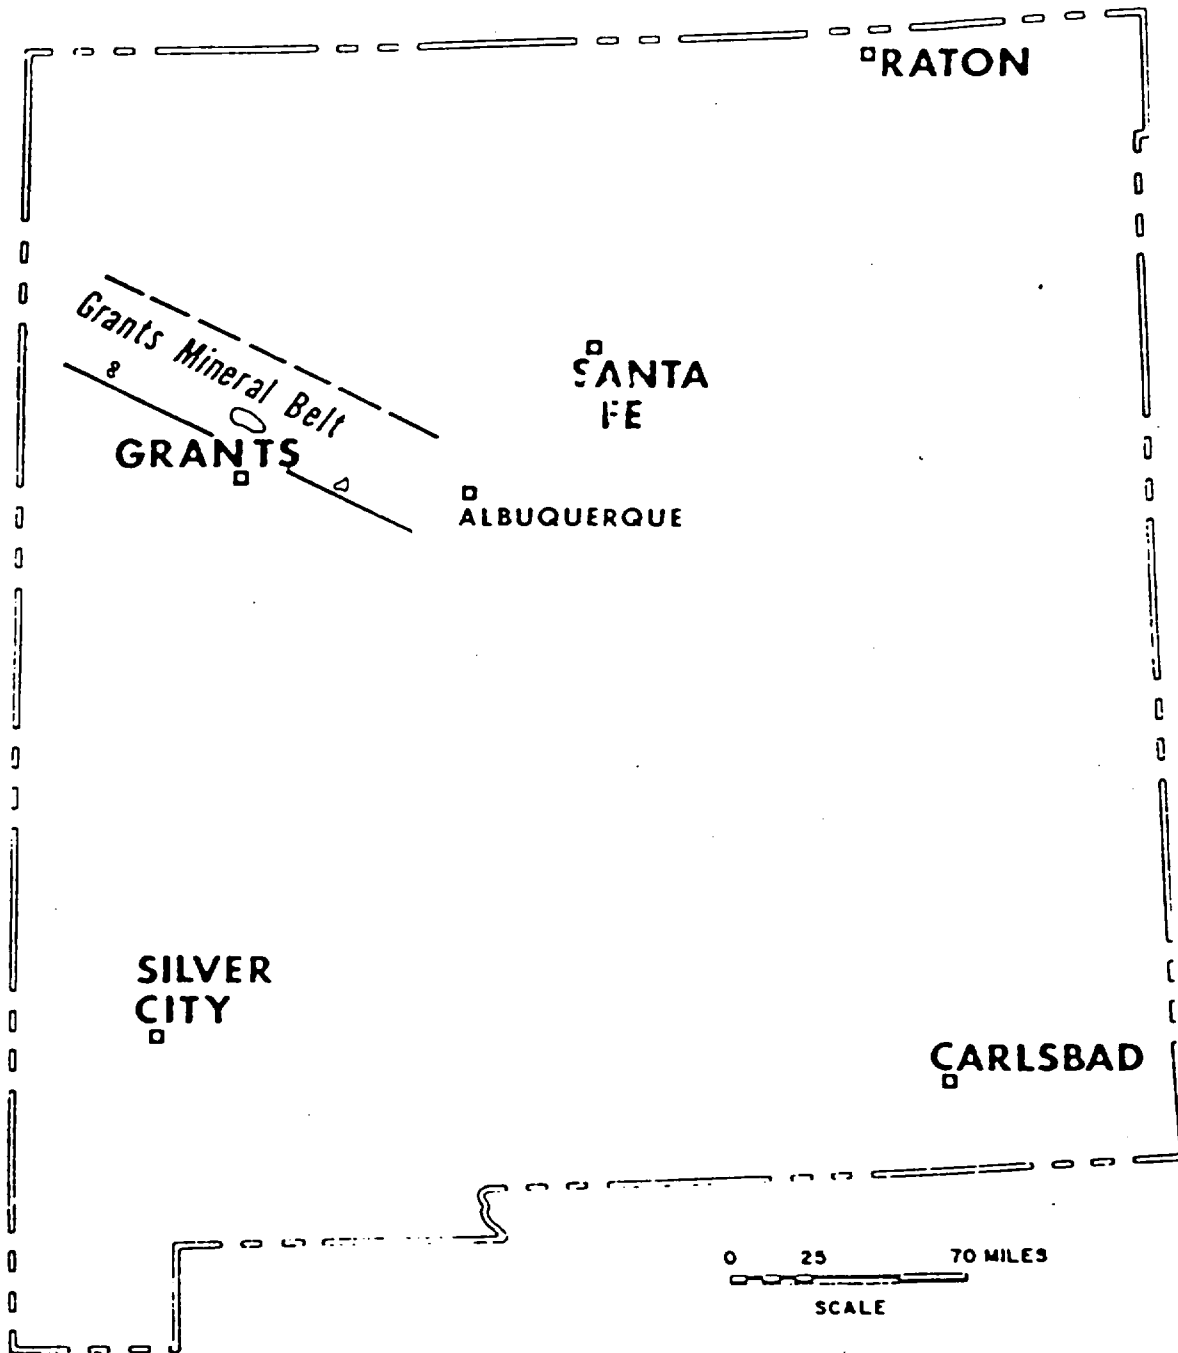 RATON
Grants Mineral Belt
8
SANTA
FE
GRANTS
ALBUQUERQUE
SILVER
CITY
CARLSBAD
0 25 70 MILES
SCALE